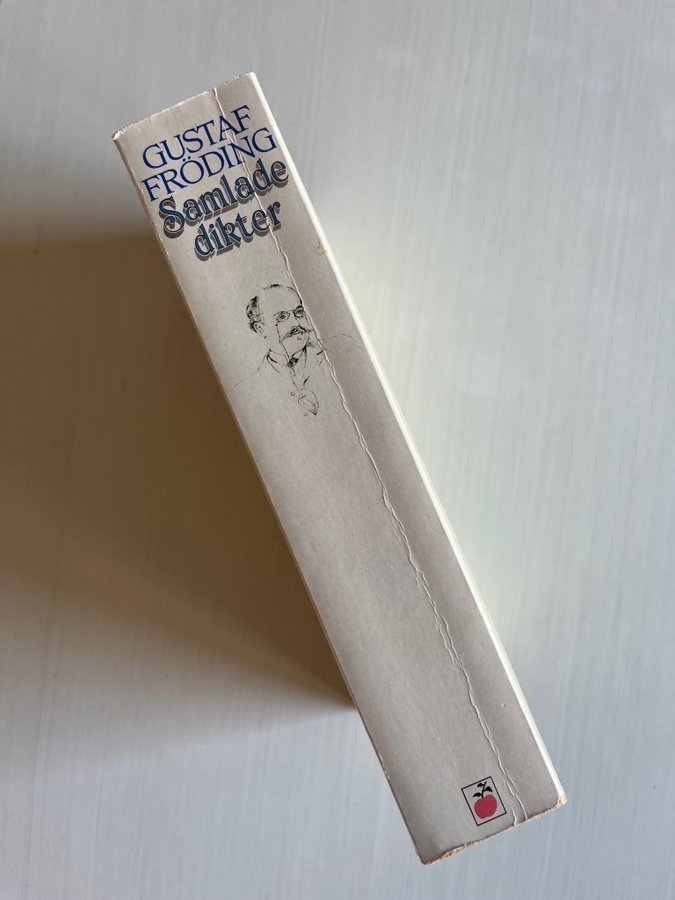 GUSTAF
FRÖDING
Samlade
dikter